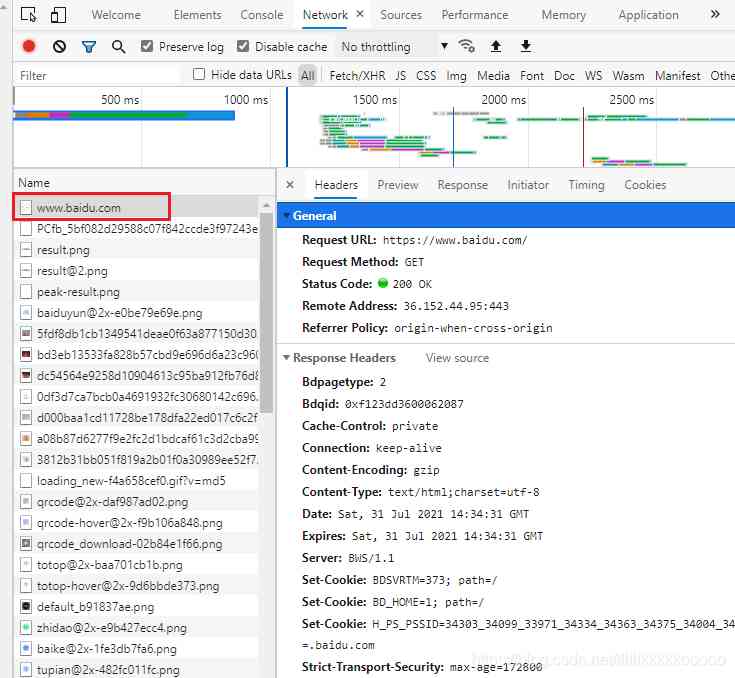 Welcome Elements Console Network × Sources Performance Memory Application »
Preserve log Disable cache No throttling
Filter Hide data URLs All Fetch/XHR JS CSS Img Media Font Doc WS Wasm Manifest Othe
500 ms 1000 ms 1500 ms 2000 ms 2500 ms
Name
www.baidu.com
PCfb_5bf082d29588c07f842ccde3f97243e
result.png
result@2.png
peak-result.png
baiduyun@2x-e0be79e69e.png
5fdf8db1cb1349541deae0f63a877150d30
bd3eb13533fa828b57cbd9e696d6a23c960
dc54564e9258d10904613c95ba912fb76d8
0df3d7ca7bcb0a4691932fc30680142c696
d000baa1cd11728be178dfa22ed017c6c2f
a08b87d6277f9e2fc2d1bdcaf61c3d2cba99
3812b31bb051f819a2b01f0a30989ee52f7
loading_new-f4a658cef0.gif?v=md5
qrcode@2x-daf987ad02.png
qrcode-hover@2x-f9b106a848.png
qrcode_download-02b84e1f66.png
totop@2x-baa701cb1b.png
totop-hover@2x-9d6bbde373.png
default_b91837ae.png
zhidao@2x-e9b427ecc4.png
baike@2x-1fe3db7fa6.png
tupian@2x-482fc011fc.png
× Headers Preview Response Initiator Timing Cookies
General
Request URL: https://www.baidu.com/
Request Method: GET
Status Code: 200 OK
Remote Address: 36.152.44.95:443
Referrer Policy: origin-when-cross-origin
Response Headers View source
Bdpagetype: 2
Bdqid: 0xf123dd3600062087
Cache-Control: private
Connection: keep-alive
Content-Encoding: gzip
Content-Type: text/html;charset=utf-8
Date: Sat, 31 Jul 2021 14:34:31 GMT
Expires: Sat, 31 Jul 2021 14:34:31 GMT
Server: BWS/1.1
Set-Cookie: BDSVRTM=373; path=/
Set-Cookie: BD_HOME=1; path=/
Set-Cookie: H_PS_PSSID=34303_34099_33971_34334_34363_34375_34004_34
=.baidu.com
Strict-Transport-Security: max-age=172800